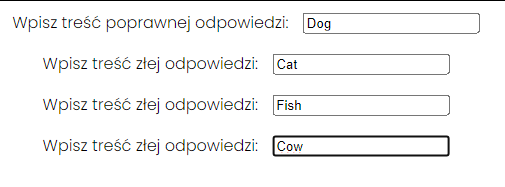 Wpisz treść poprawnej odpowiedzi: Dog
Wpisz treść złej odpowiedzi: Cat
Wpisz treść złej odpowiedzi: Fish
Wpisz treść złej odpowiedzi: Cow